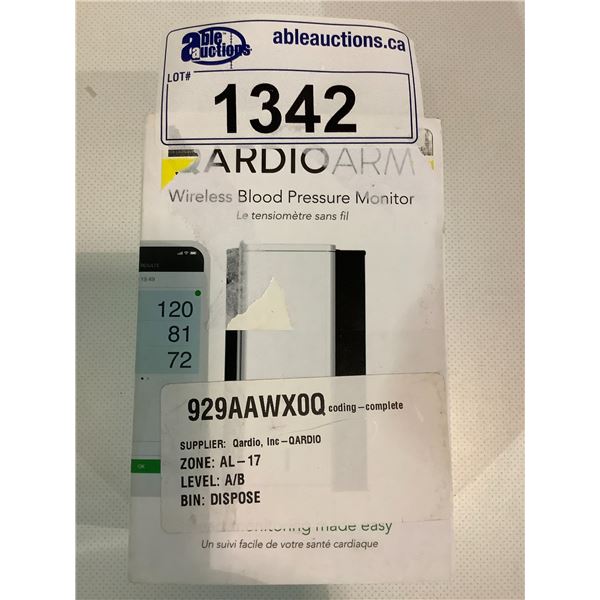 able auctions
ableauctions.ca
LOT#
1342
QARDIOARM
Wireless Blood Pressure Monitor
Le tensiomètre sans fil
RESULTS
120
81
72
OK
929AAWX0Q coding-complete
SUPPLIER: Qardio, Inc-QARDIO
ZONE: AL-17
LEVEL: A/B
BIN: DISPOSE
made easy
Un suivi facile de votre santé cardiaque